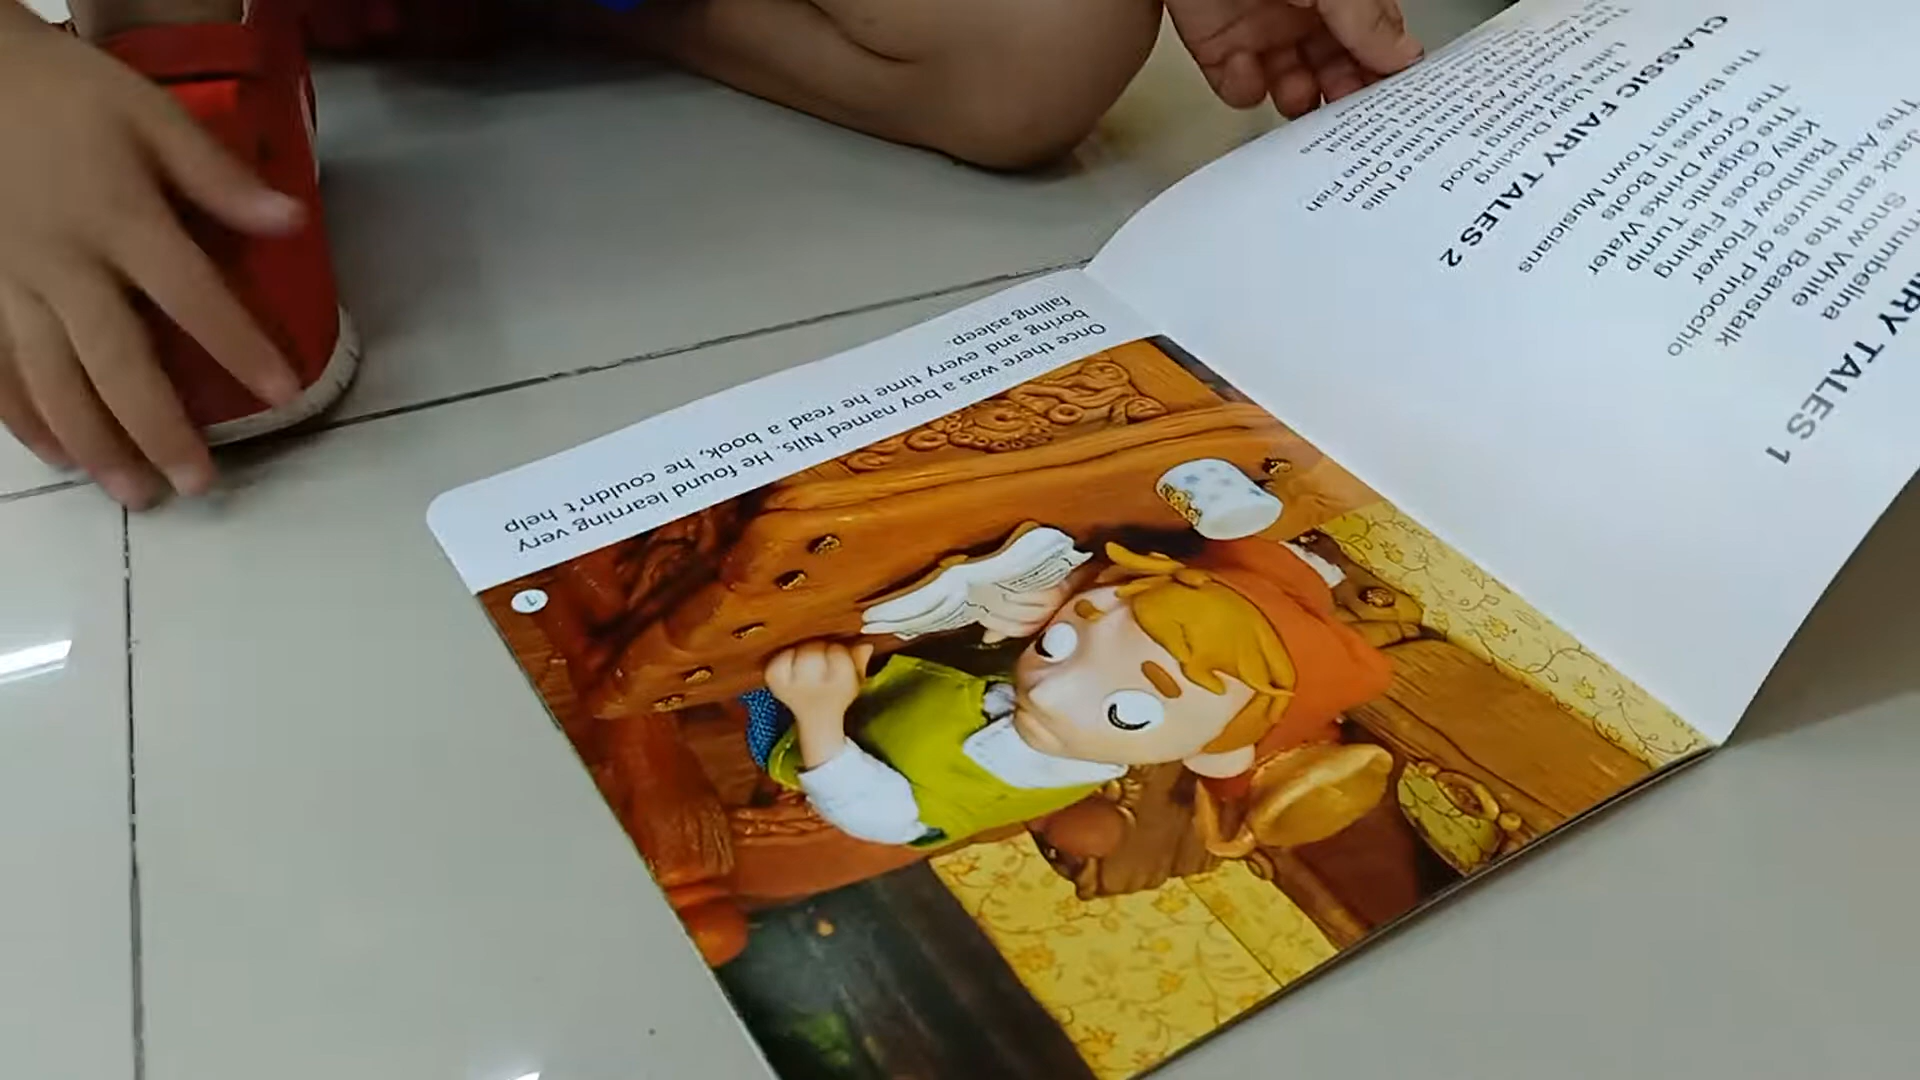 RY TALES 1
Snow White
Jack and the Beanstalk
The Adventures of Pinocchio
Rainbow Flower
Kitty Goes Fishing
The Gigantic Turnip
The Crow Drinks Water
Puss in Boots
The Bremen Town Musicians
CLASSIC FAIRY TALES 2
The Ugly Duckling
Little Red Riding Hood
Cinderella
The Wonderful Adventures of Nils
The Adventures of the Little Onion
and the Fish
Lamb
Dentist
Clothes
Once there was a boy named Nils. He found learning very
boring, and every time he read a book, he couldn't help
falling asleep.
1